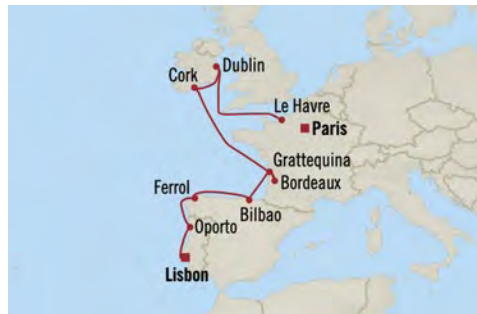 Dublin
Cork
Le Havre
Paris
Grattequina
Bordeaux
Ferrol
Bilbao
Oporto
Lisbon